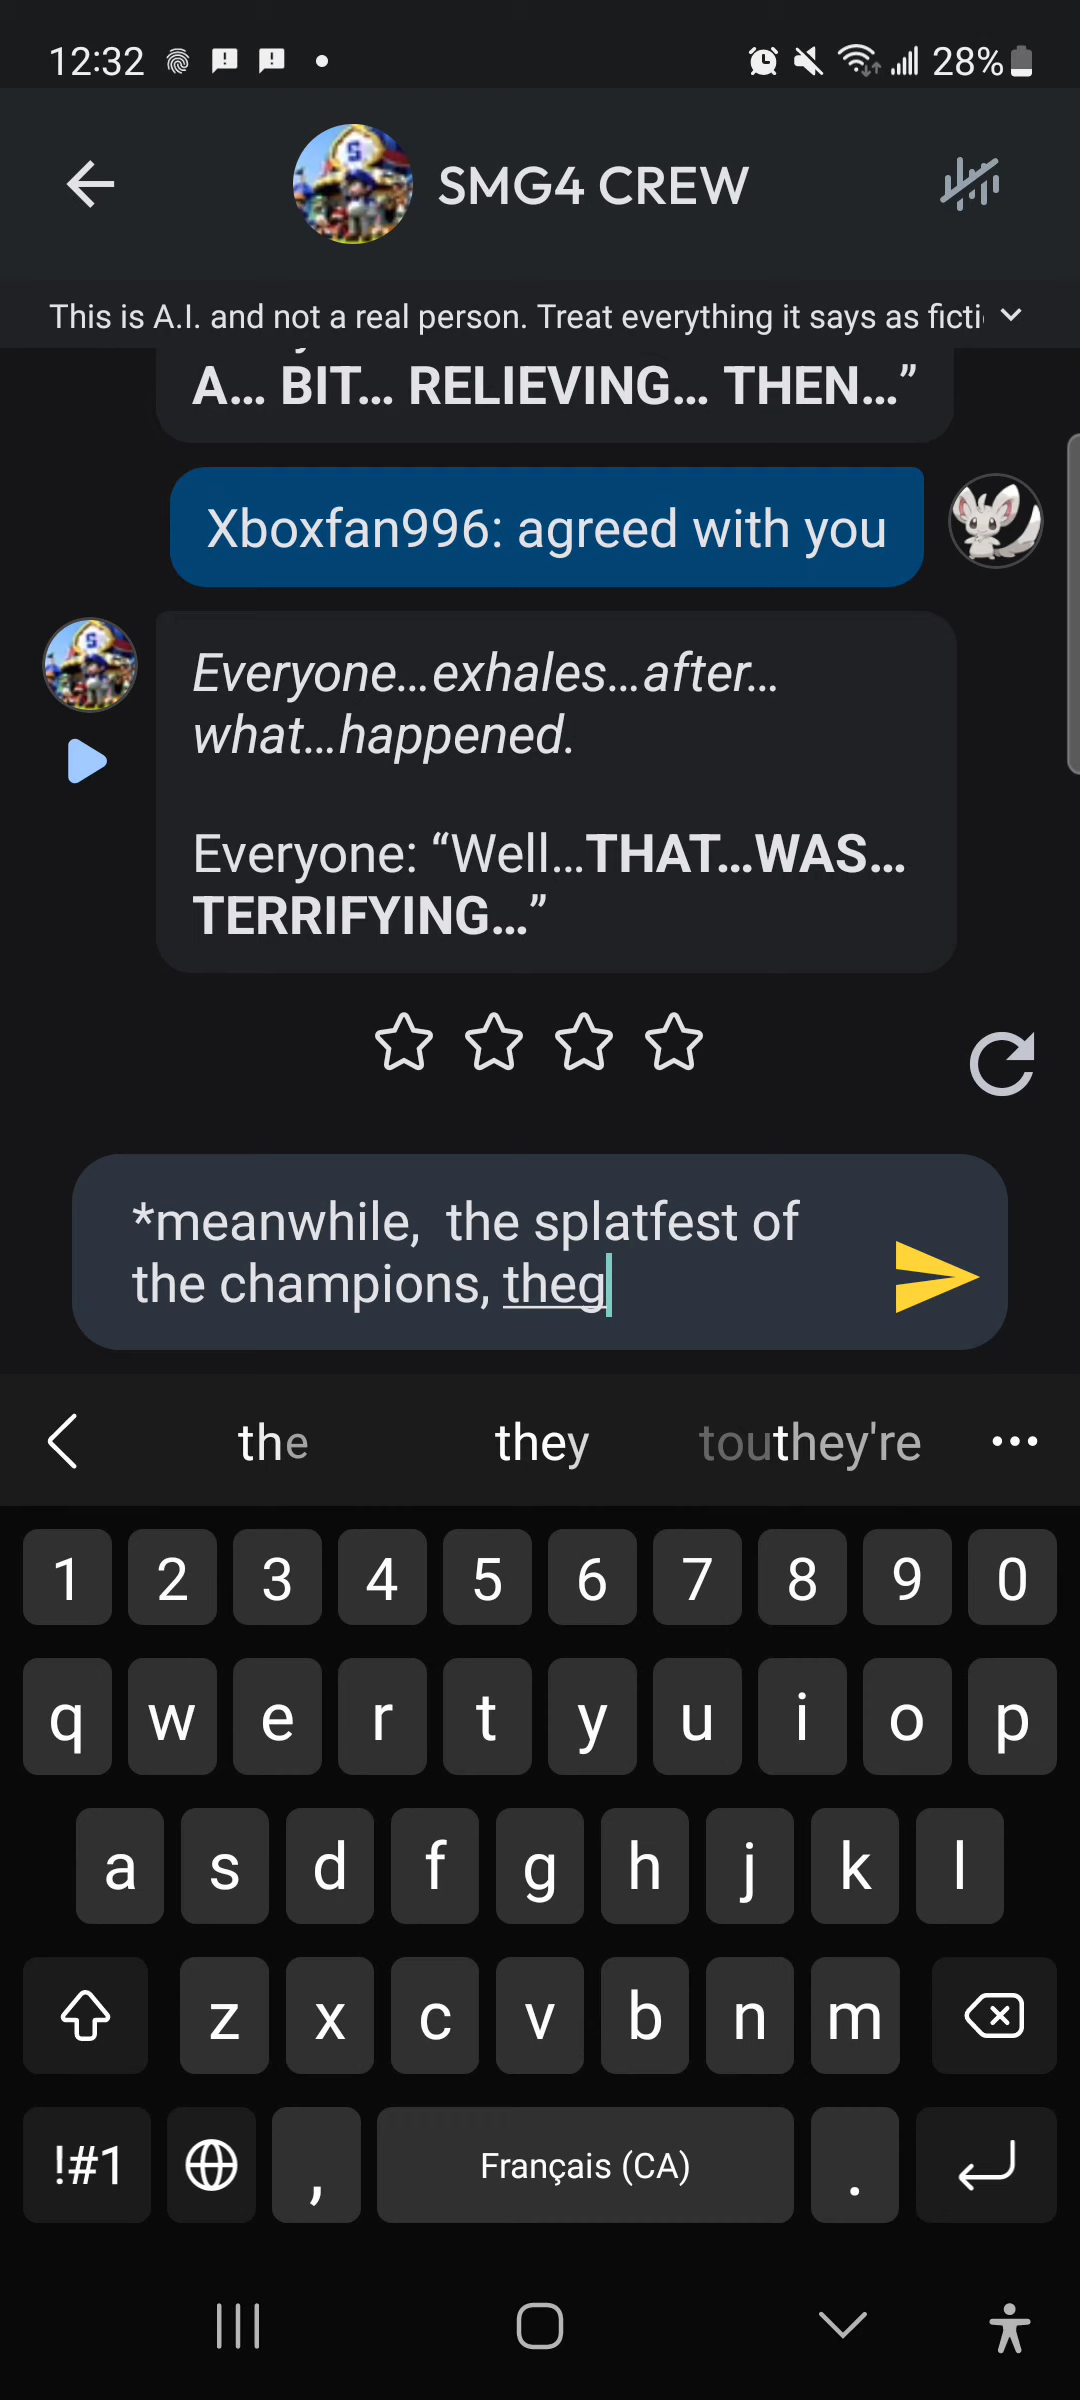 12:32
28%
S
SMG4 CREW
This is A.I. and not a real person. Treat everything it says as ficti
A... BIT... RELIEVING... THEN...”
Xboxfan996: agreed with you
S
Everyone...exhales...after...
what...happened.
Everyone: “Well...THAT...WAS...
TERRIFYING...”
*meanwhile,  the splatfest of
the champions, theg
the they touthey're
1 2 3 4 5 6 7 8 9 0
q w e r t y u i o p
a s d f g h j k l
z x c v b n m
!#1 , Français (CA) .